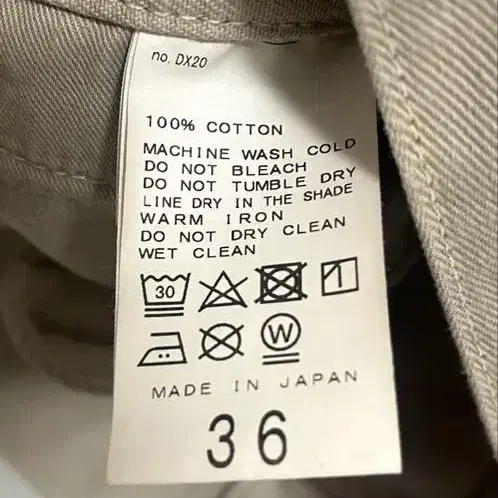 no. DX20
100% COTTON
MACHINE WASH COLD
DO NOT BLEACH
DO NOT TUMBLE DRY
LINE DRY IN THE SHADE
WARM IRON
DO NOT DRY CLEAN
WET CLEAN
30
W
MADE IN JAPAN
36